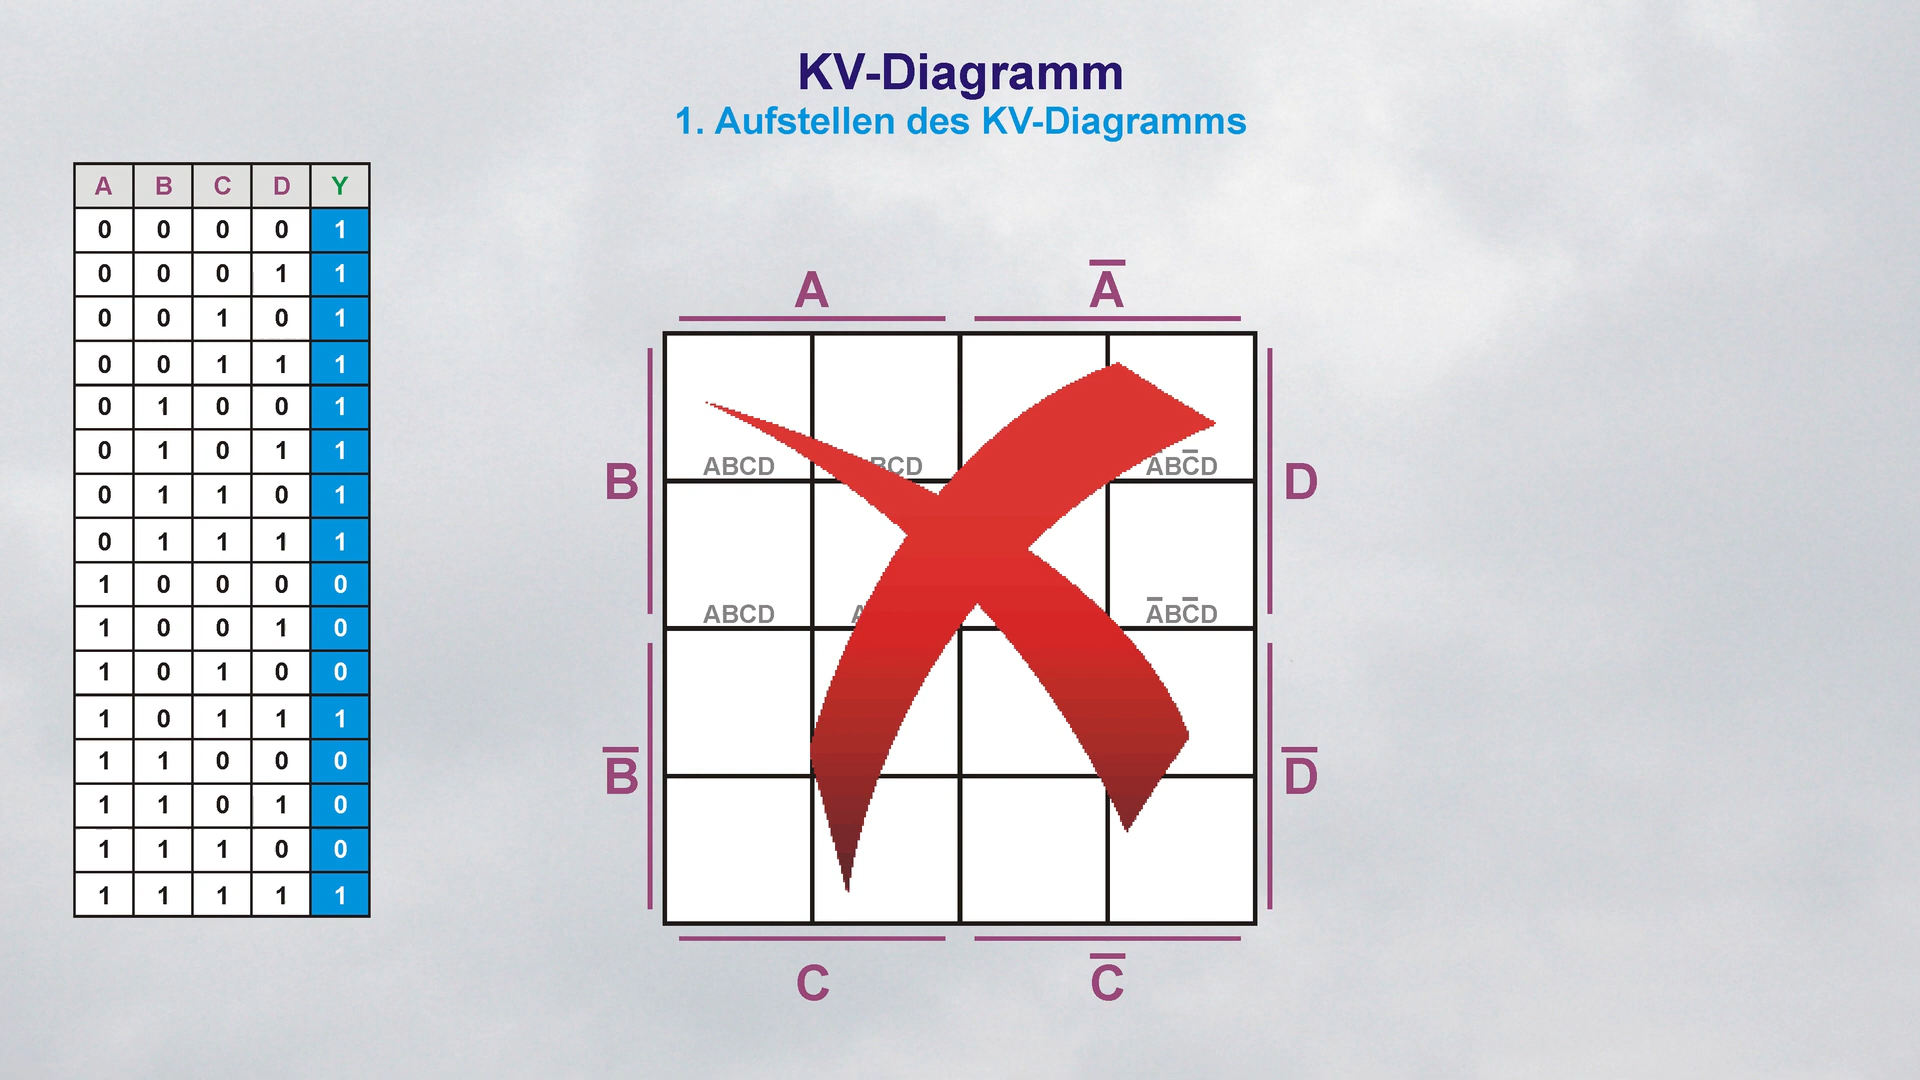 KV-Diagramm
1. Aufstellen des KV-Diagramms
A B C D Y
0 0 0 0 1
0 0 0 1 1
0 0 1 0 1
0 0 1 1 1
0 1 0 0 1
0 1 0 1 1
0 1 1 0 1
0 1 1 1 1
1 0 0 0 0
1 0 0 1 0
1 0 1 0 0
1 0 1 1 1
1 1 0 0 0
1 1 0 1 0
1 1 1 0 0
1 1 1 1 1
A A̅
B D
ABCD BCD ABC̅D
ABCD A̅BC̅D
B̅ D̅
C C̅